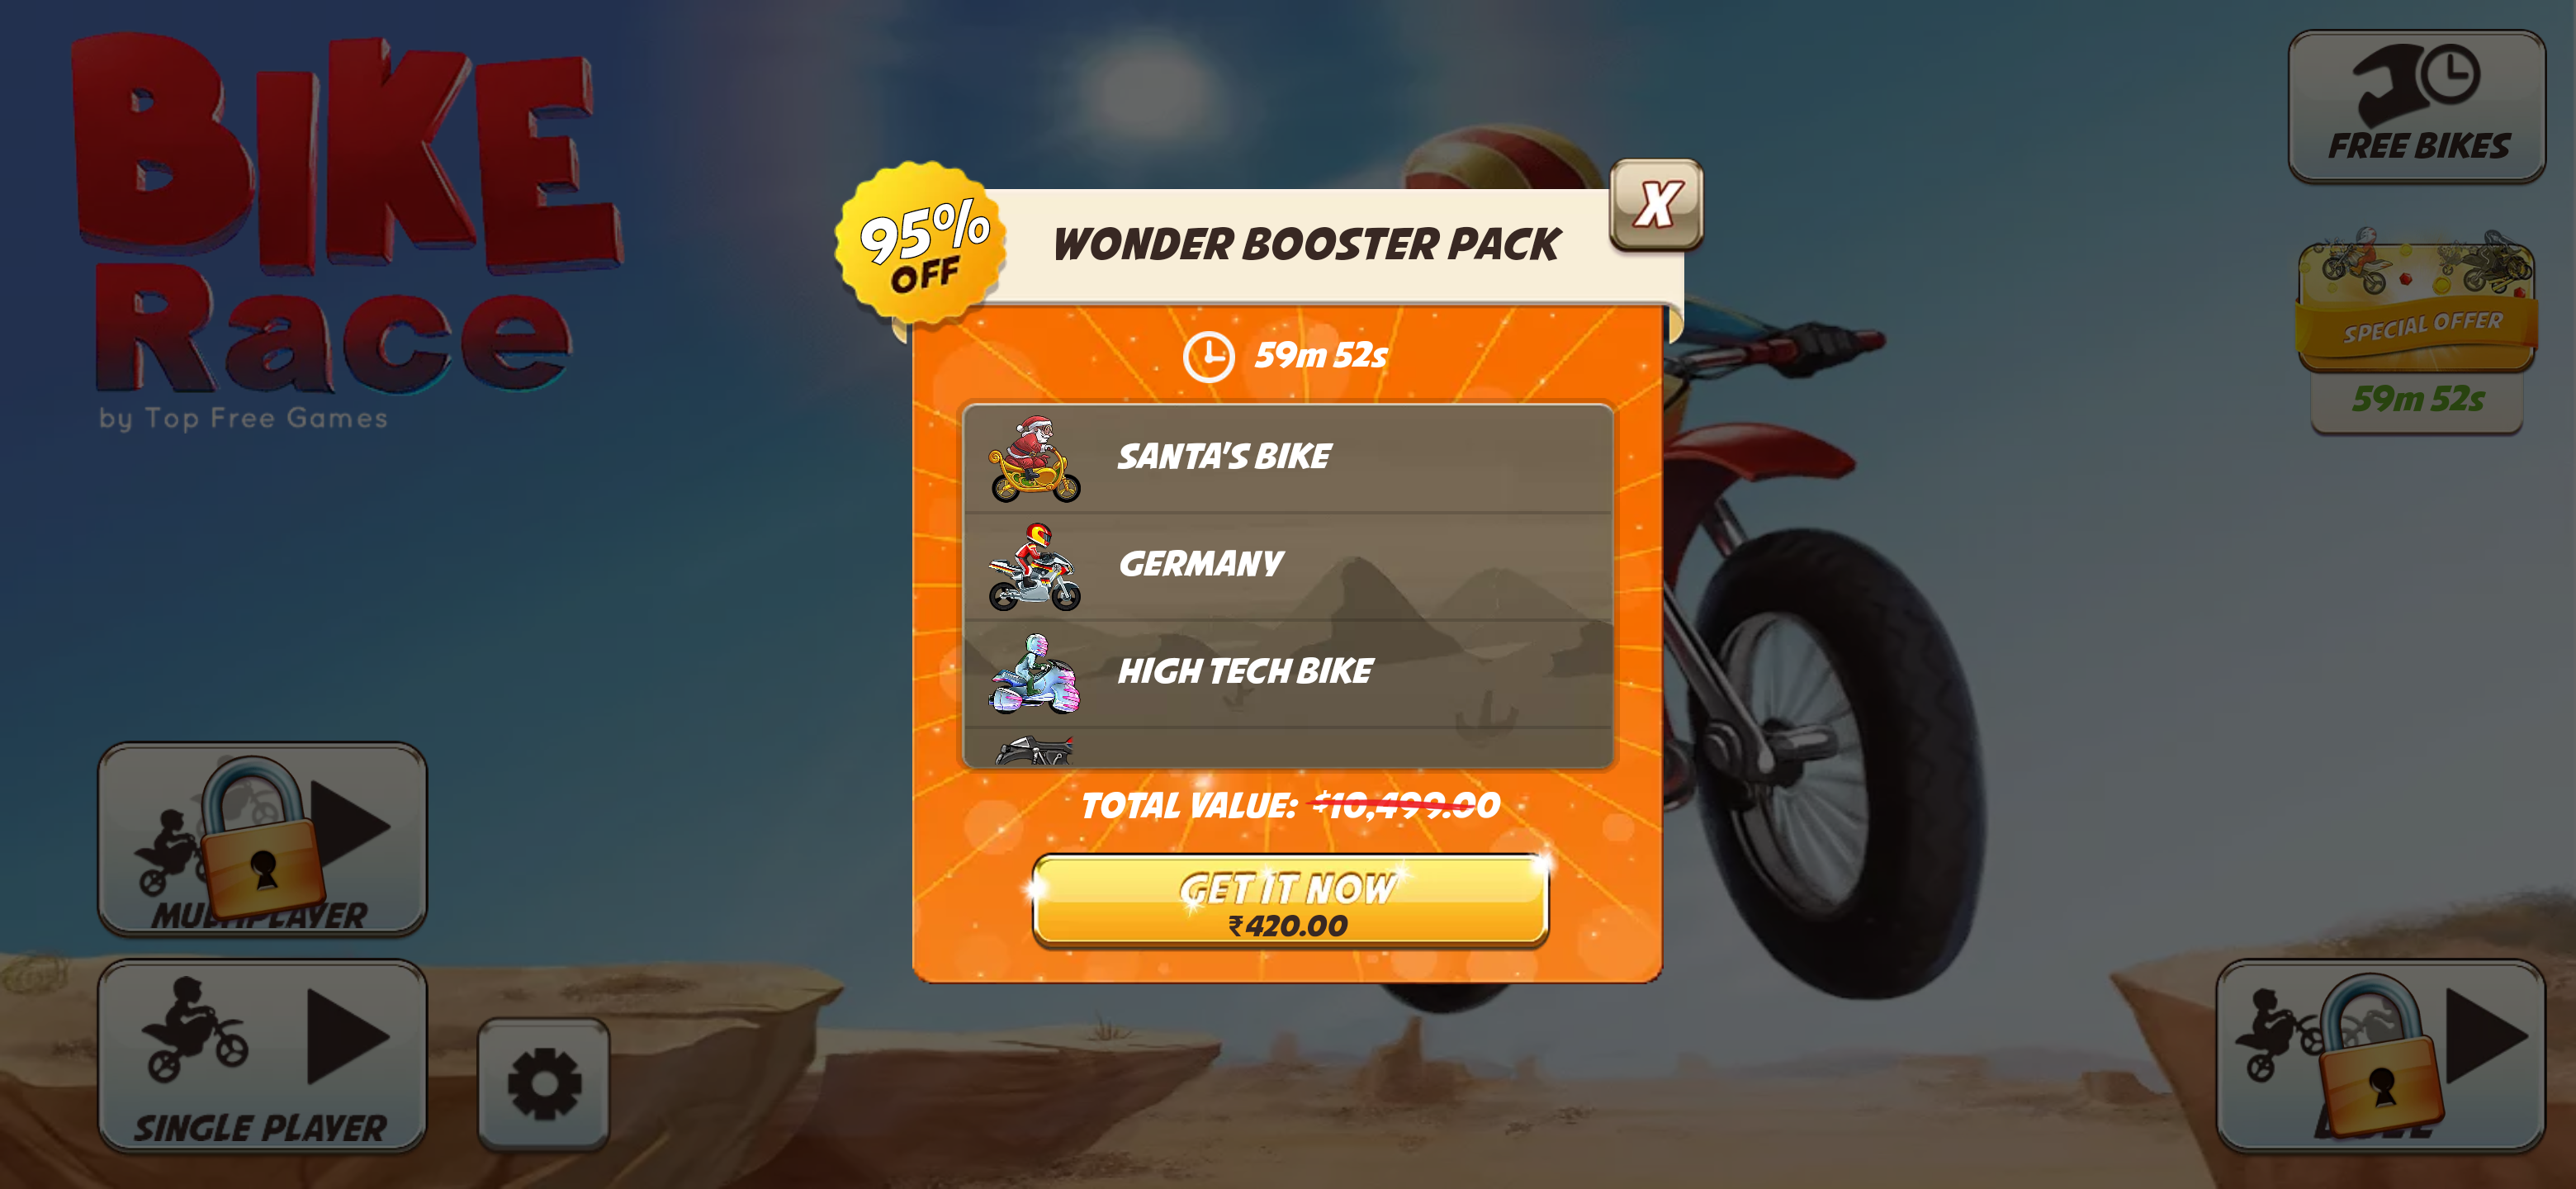 BIKE
Race
by Top Free Games
FREE BIKES
SPECIAL OFFER
59m 52s
95%
OFF
WONDER BOOSTER PACK
X
59m 52s
SANTA'S BIKE
GERMANY
HIGH TECH BIKE
TOTAL VALUE: $10,499.00
GET IT NOW
₹420.00
MULTIPLAYER
SINGLE PLAYER